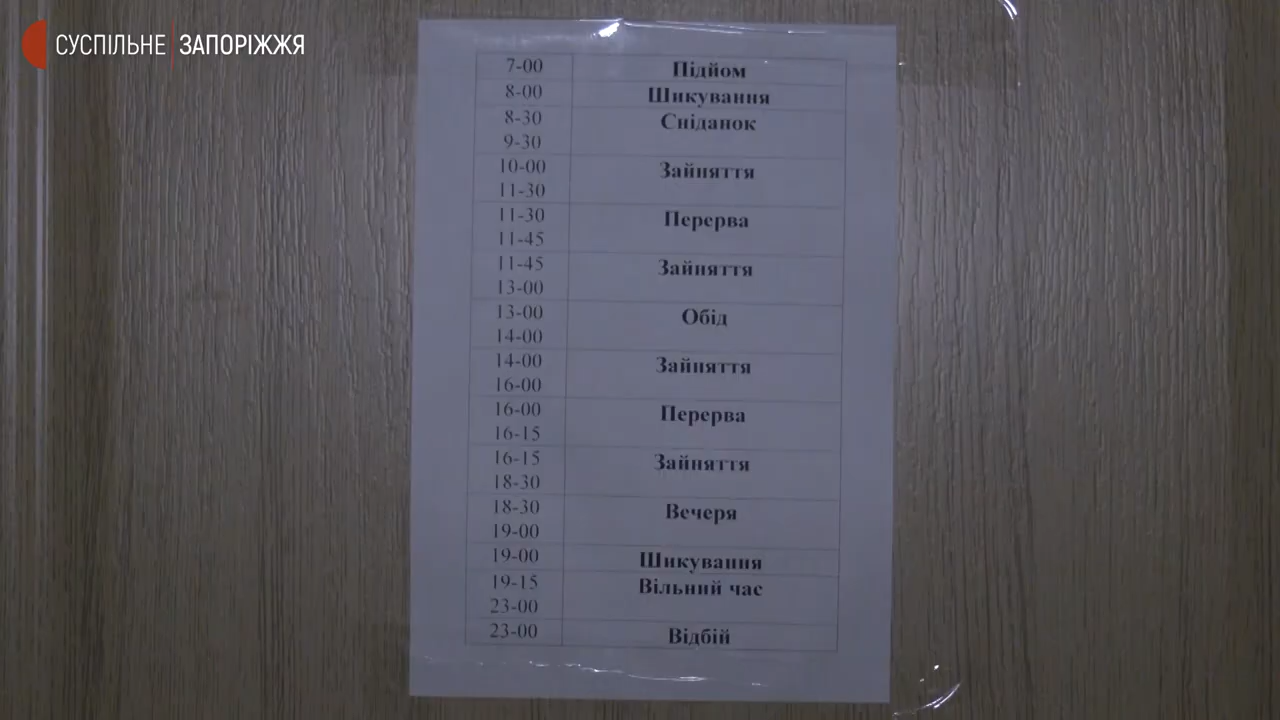 СУСПІЛЬНЕ ЗАПОРІЖЖЯ
7-00 Підйом
8-00 Шикування
8-30 Сніданок
9-30
10-00 Зайняття
11-30
11-30 Перерва
11-45
11-45 Зайняття
13-00
13-00 Обід
14-00
14-00 Зайняття
16-00
16-00 Перерва
16-15
16-15 Зайняття
18-30
18-30 Вечеря
19-00
19-00 Шикування
19-15 Вільний час
23-00
23-00 Відбій